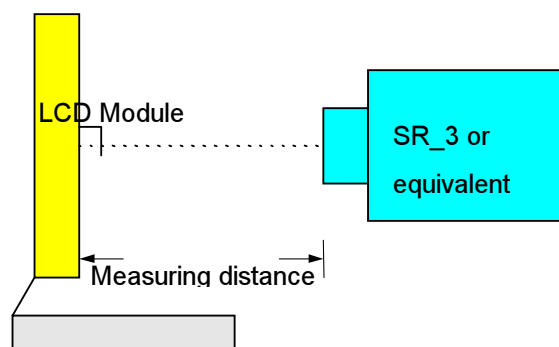 LCD Module
SR_3 or
equivalent
Measuring distance